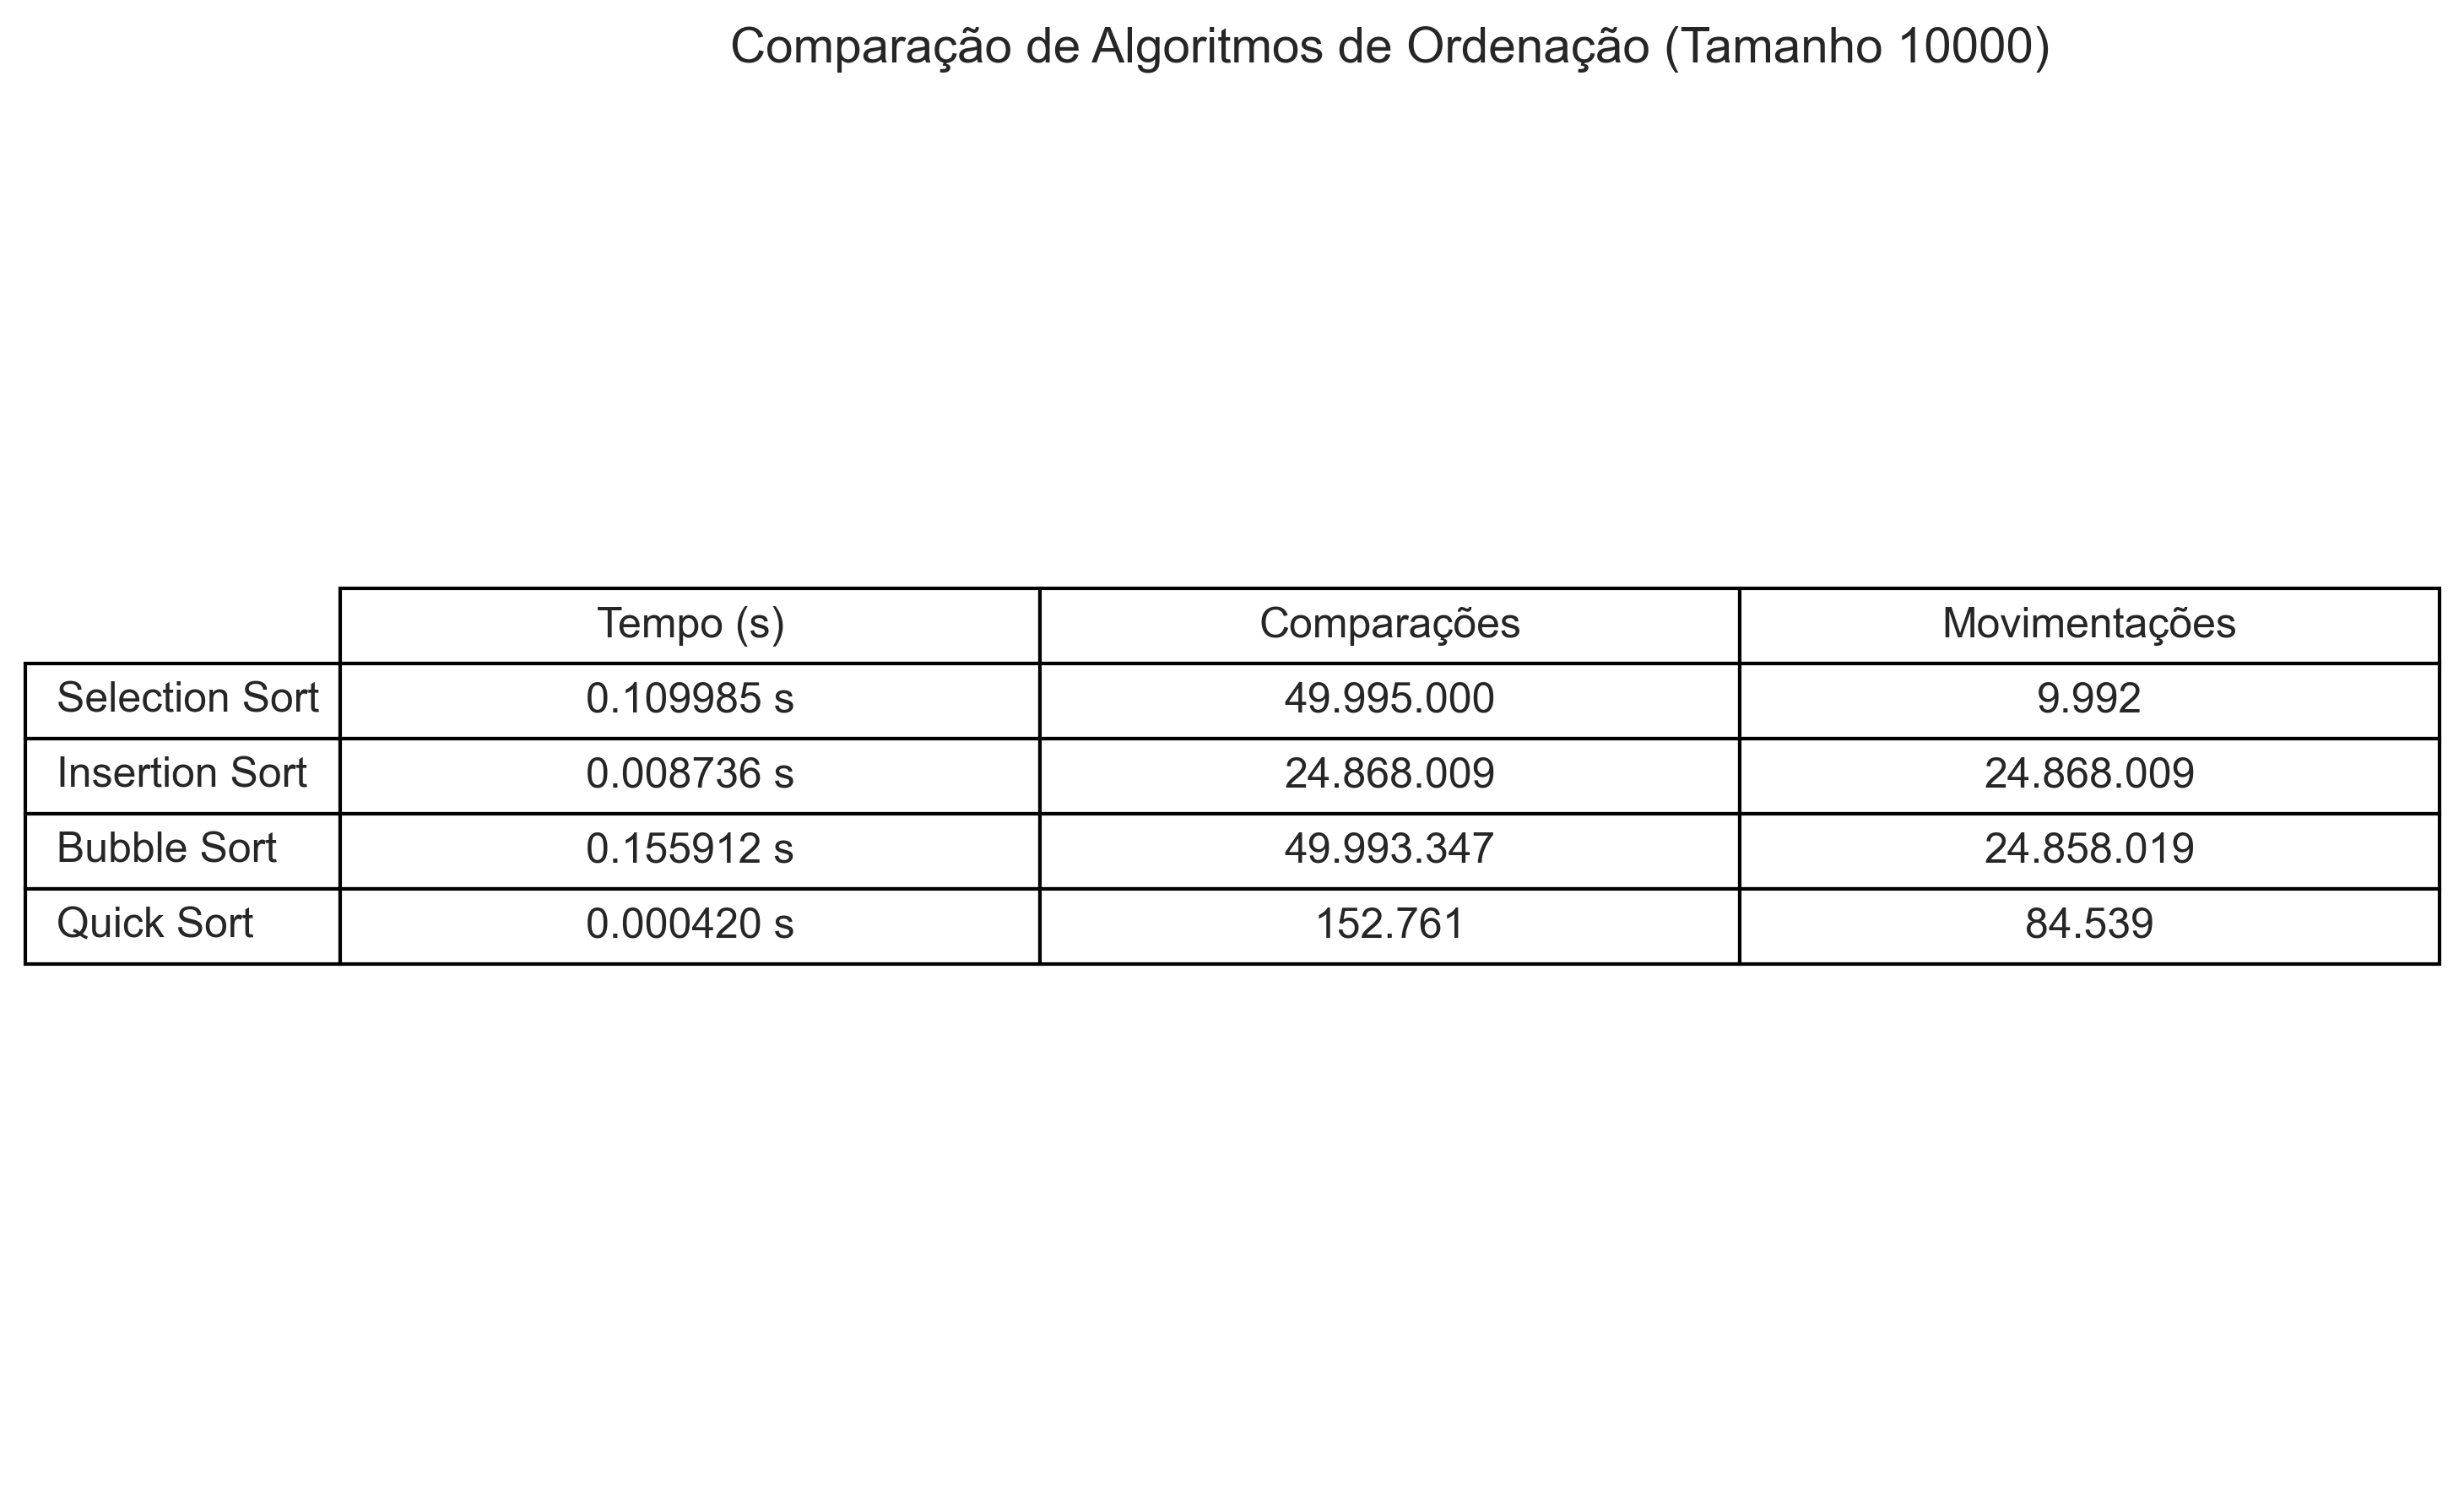 Comparação de Algoritmos de Ordenação (Tamanho 10000)
Tempo (s) Comparações Movimentações
Selection Sort 0.109985 s 49.995.000 9.992
Insertion Sort 0.008736 s 24.868.009 24.868.009
Bubble Sort 0.155912 s 49.993.347 24.858.019
Quick Sort 0.000420 s 152.761 84.539